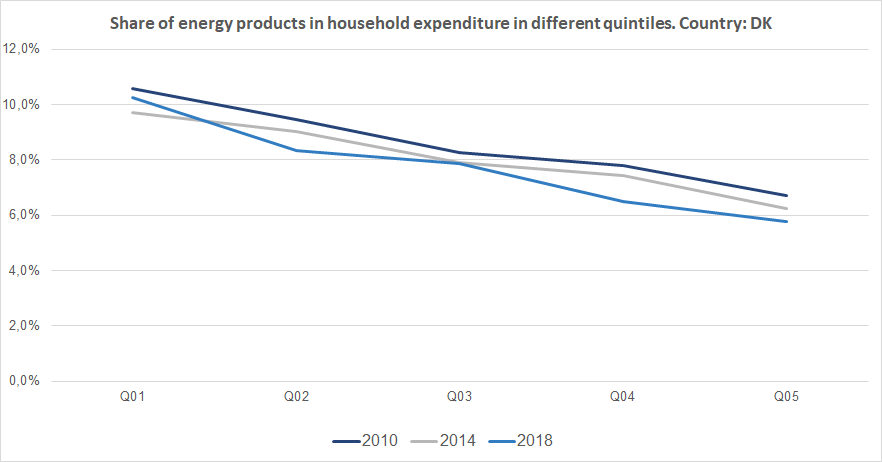 Share of energy products in household expenditure in different quintiles. Country: DK
12,0%
10,0%
8,0%
6,0%
4,0%
2,0%
0,0%
Q01 Q02 Q03 Q04 Q05
2010 2014 2018